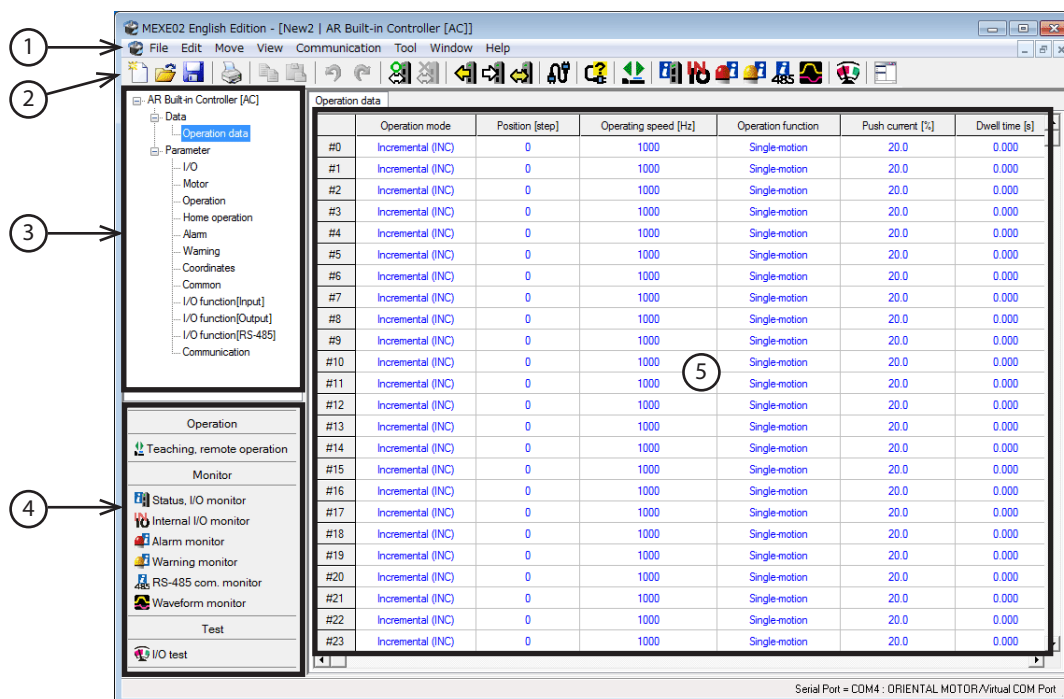 MEXE02 English Edition - [New2 | AR Built-in Controller [AC]]
1
File Edit Move View Communication Tool Window Help
2
AR Built-in Controller [AC]
Data
Operation data
Parameter
I/O
Motor
Operation
Home operation
Alarm
Warning
Coordinates
Common
I/O function[Input]
I/O function[Output]
I/O function[RS-485]
Communication
3
4
Operation
Teaching, remote operation
Monitor
Status, I/O monitor
Internal I/O monitor
Alarm monitor
Warning monitor
RS-485 com. monitor
Waveform monitor
Test
I/O test
Operation data
Operation mode Position [step] Operating speed [Hz] Operation function Push current [%] Dwell time [s]
#0 Incremental (INC) 0 1000 Single-motion 20.0 0.000
#1 Incremental (INC) 0 1000 Single-motion 20.0 0.000
#2 Incremental (INC) 0 1000 Single-motion 20.0 0.000
#3 Incremental (INC) 0 1000 Single-motion 20.0 0.000
#4 Incremental (INC) 0 1000 Single-motion 20.0 0.000
#5 Incremental (INC) 0 1000 Single-motion 20.0 0.000
#6 Incremental (INC) 0 1000 Single-motion 20.0 0.000
#7 Incremental (INC) 0 1000 Single-motion 20.0 0.000
#8 Incremental (INC) 0 1000 Single-motion 20.0 0.000
#9 Incremental (INC) 0 1000 Single-motion 20.0 0.000
#10 Incremental (INC) 0 1000 Single-motion 20.0 0.000
5
#11 Incremental (INC) 0 1000 Single-motion 20.0 0.000
#12 Incremental (INC) 0 1000 Single-motion 20.0 0.000
#13 Incremental (INC) 0 1000 Single-motion 20.0 0.000
#14 Incremental (INC) 0 1000 Single-motion 20.0 0.000
#15 Incremental (INC) 0 1000 Single-motion 20.0 0.000
#16 Incremental (INC) 0 1000 Single-motion 20.0 0.000
#17 Incremental (INC) 0 1000 Single-motion 20.0 0.000
#18 Incremental (INC) 0 1000 Single-motion 20.0 0.000
#19 Incremental (INC) 0 1000 Single-motion 20.0 0.000
#20 Incremental (INC) 0 1000 Single-motion 20.0 0.000
#21 Incremental (INC) 0 1000 Single-motion 20.0 0.000
#22 Incremental (INC) 0 1000 Single-motion 20.0 0.000
#23 Incremental (INC) 0 1000 Single-motion 20.0 0.000
Serial Port = COM4 : ORIENTAL MOTOR/Virtual COM Port